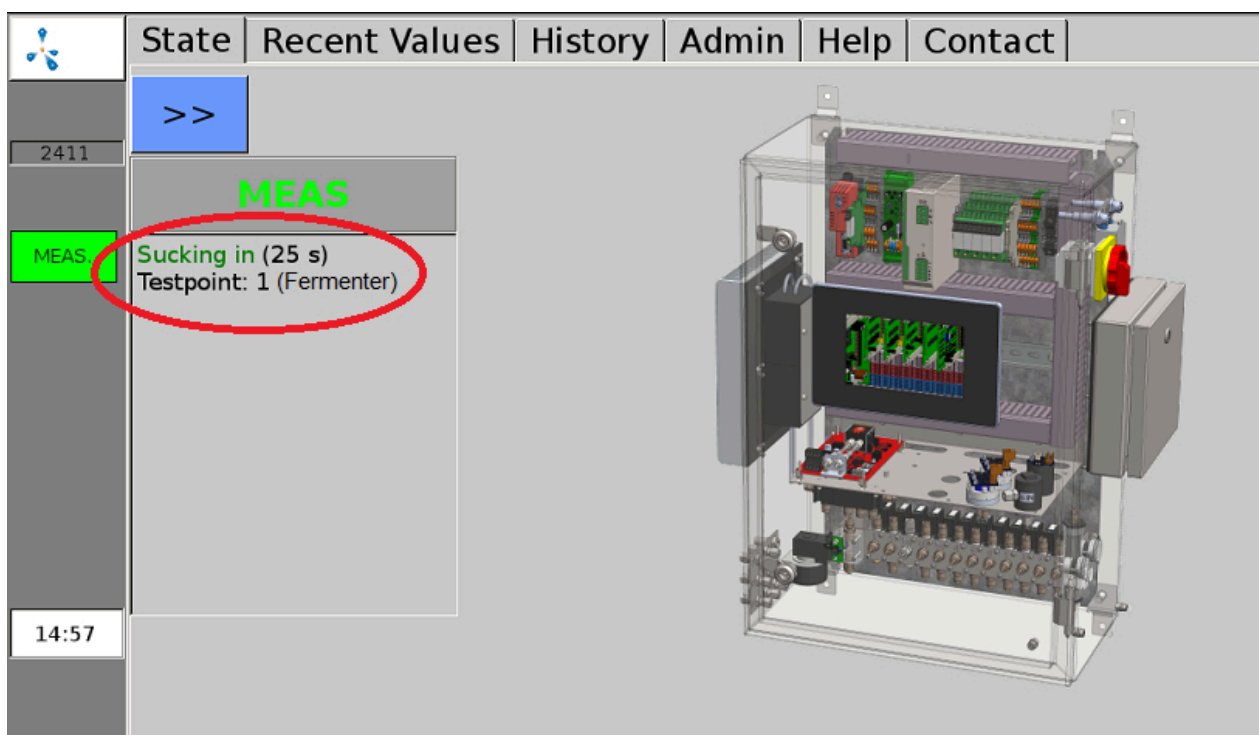 State Recent Values History Admin Help Contact
>>
2411
MEAS
MEAS.
Sucking in (25 s)
Testpoint: 1 (Fermenter)
14:57